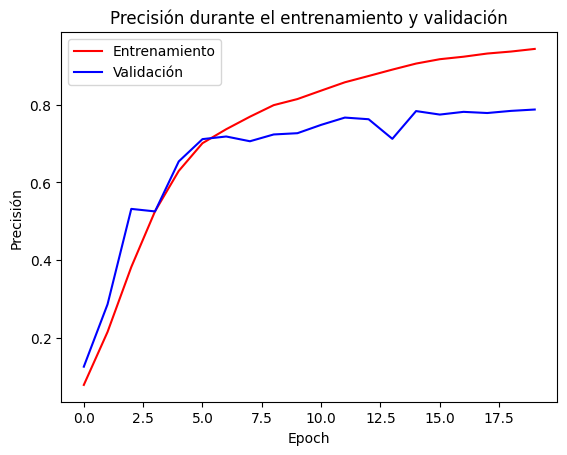 Precisión durante el entrenamiento y validación
Entrenamiento
Validación
Precisión
0.8
0.6
0.4
0.2
0.0 2.5 5.0 7.5 10.0 12.5 15.0 17.5
Epoch